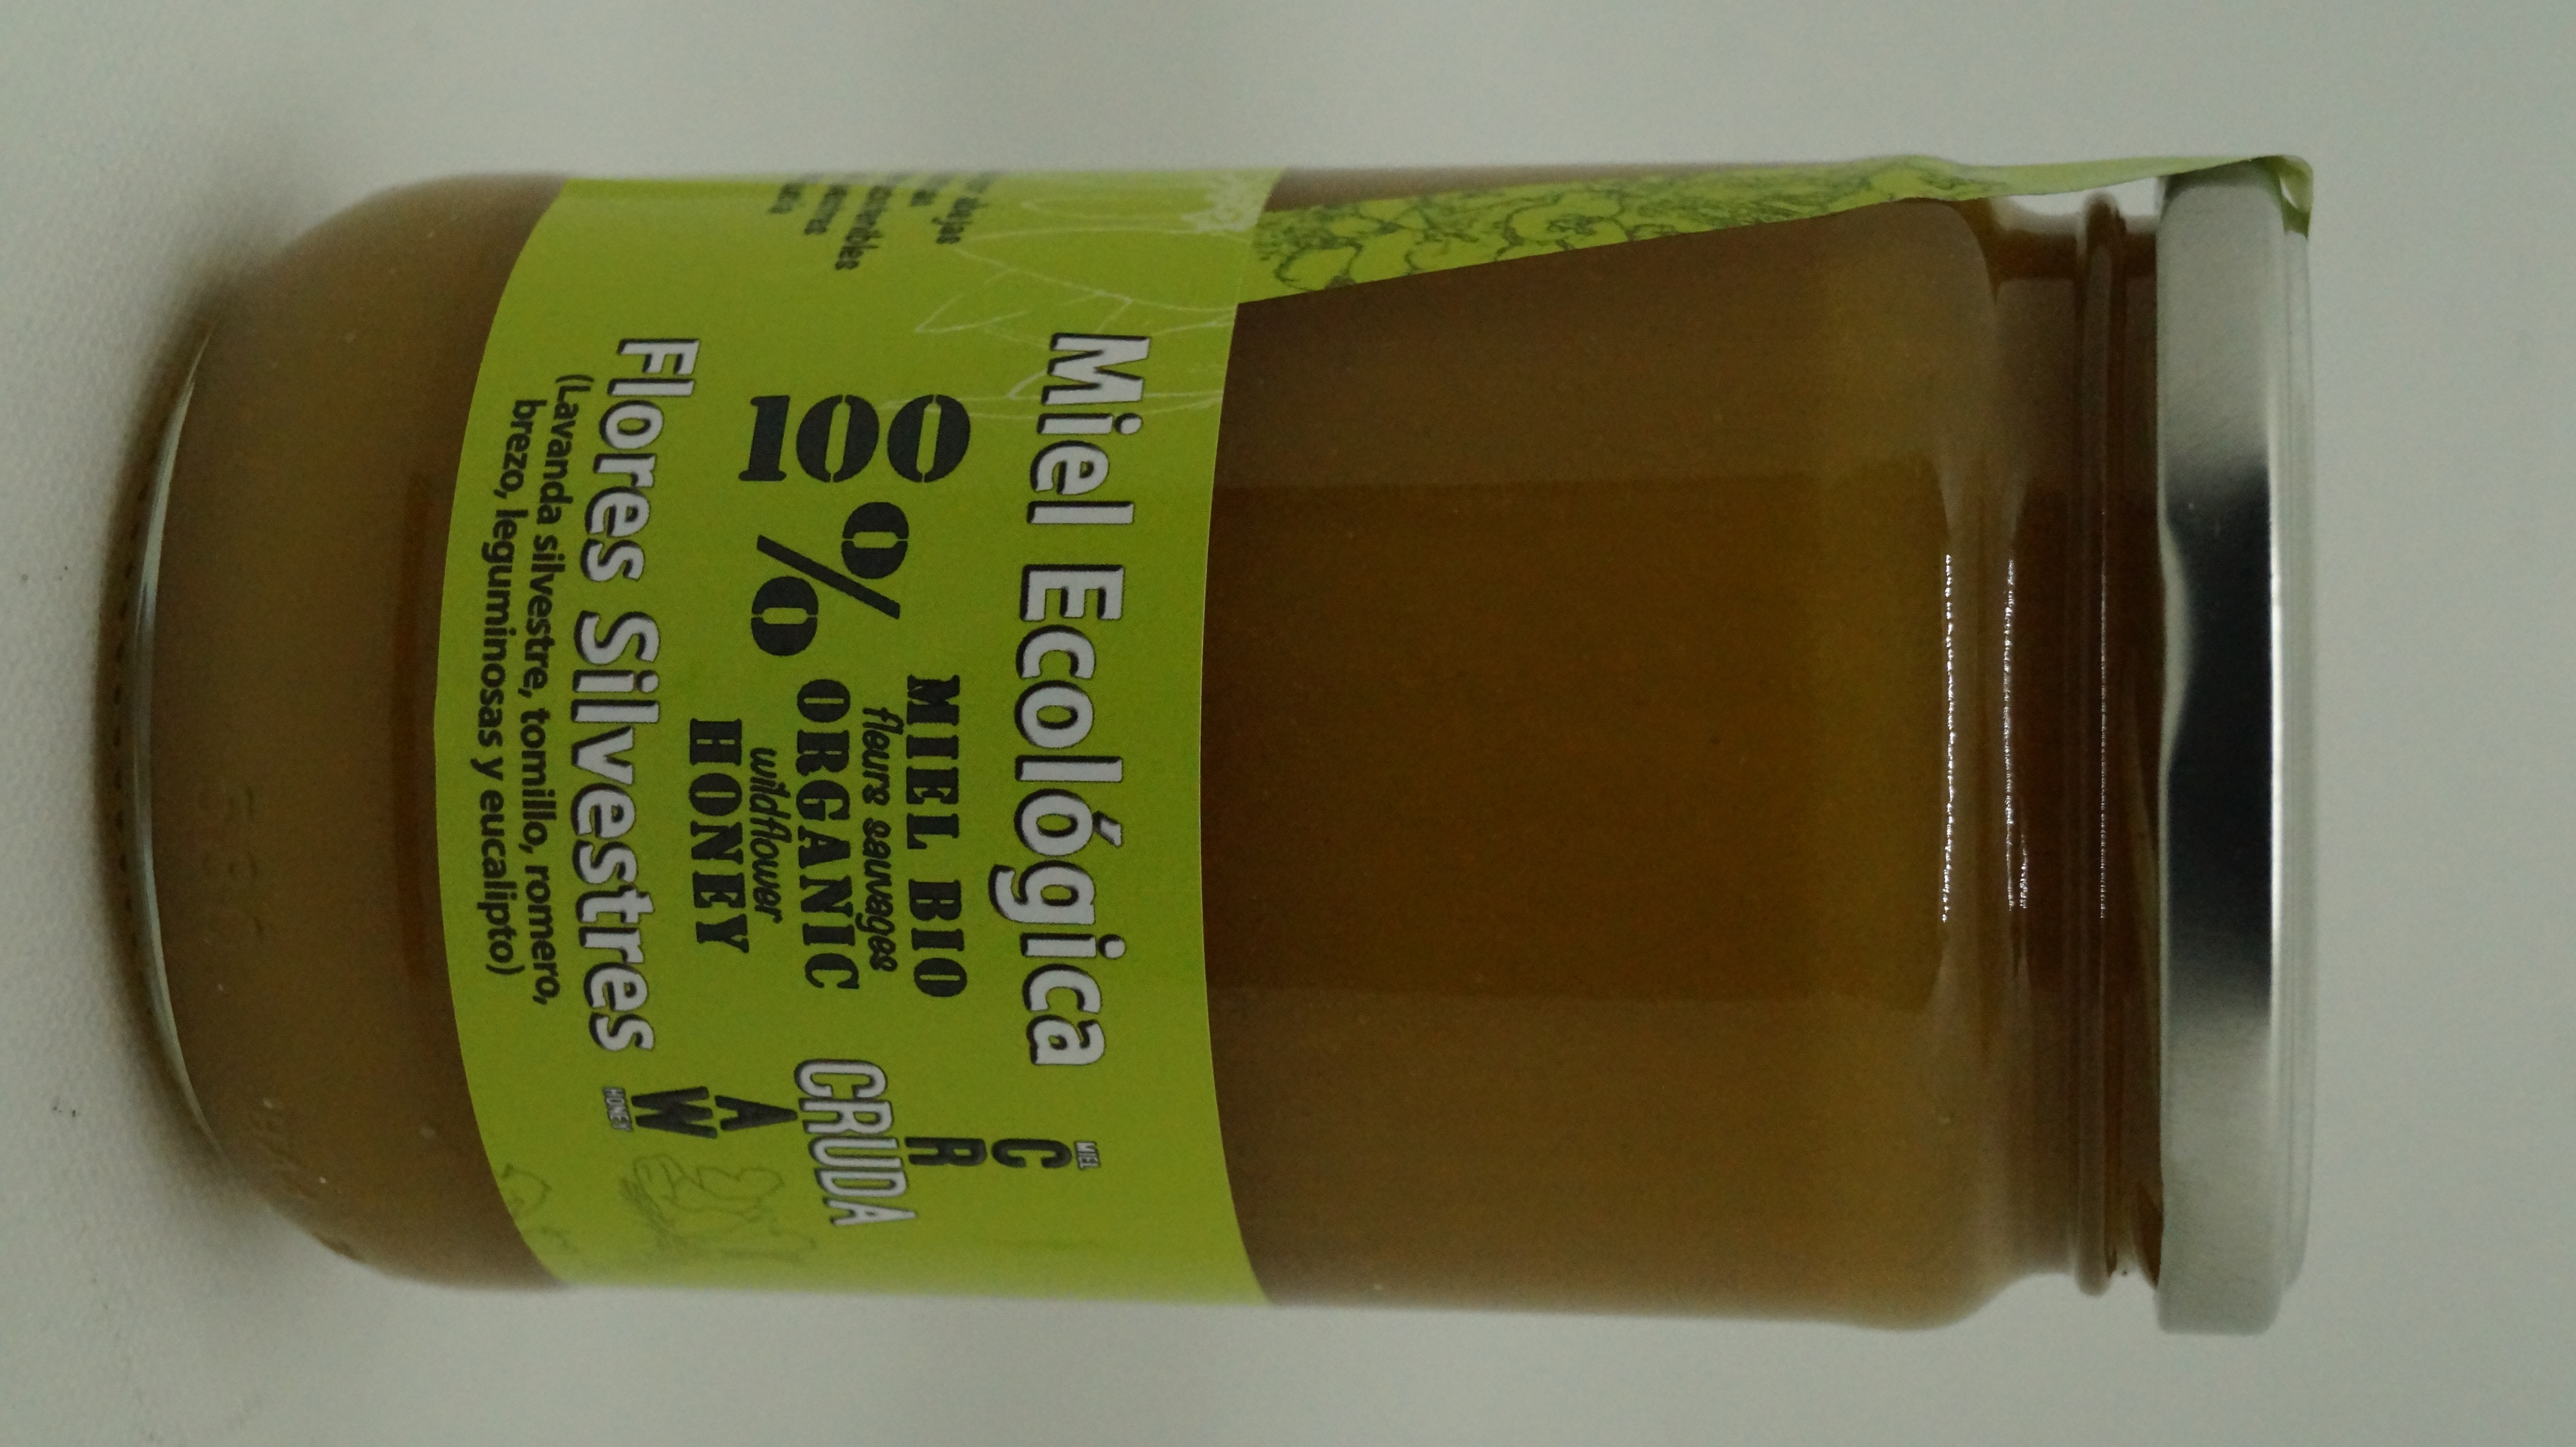 Miel Ecológica
100%
MIEL BIO
fleurs sauvages
ORGANIC
wildflower
HONEY
Flores Silvestres
(Lavanda silvestre, tomillo, romero,
brezo, leguminosas y eucalipto)
MIEL
C
R
CRUDA
A
W
HONEY
abejas